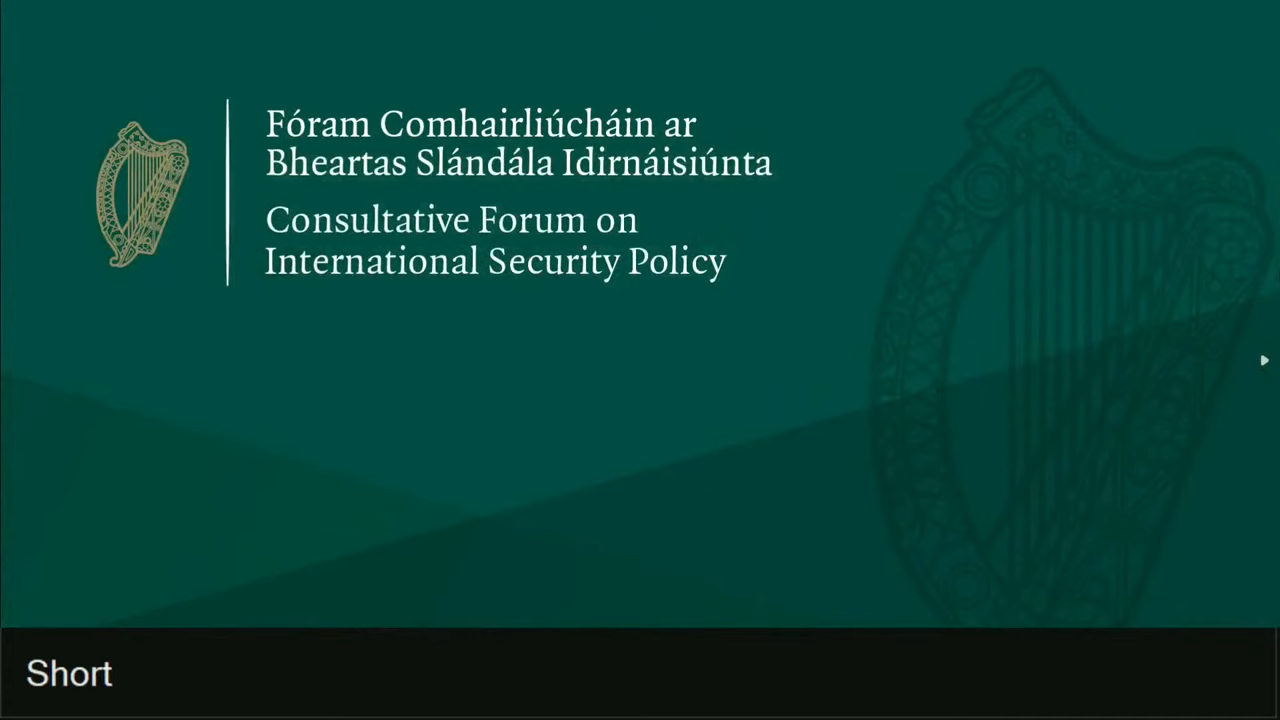 Fóram Comhairliúcháin ar
Bheartas Slándála Idirnáisiúnta
Consultative Forum on
International Security Policy
Short